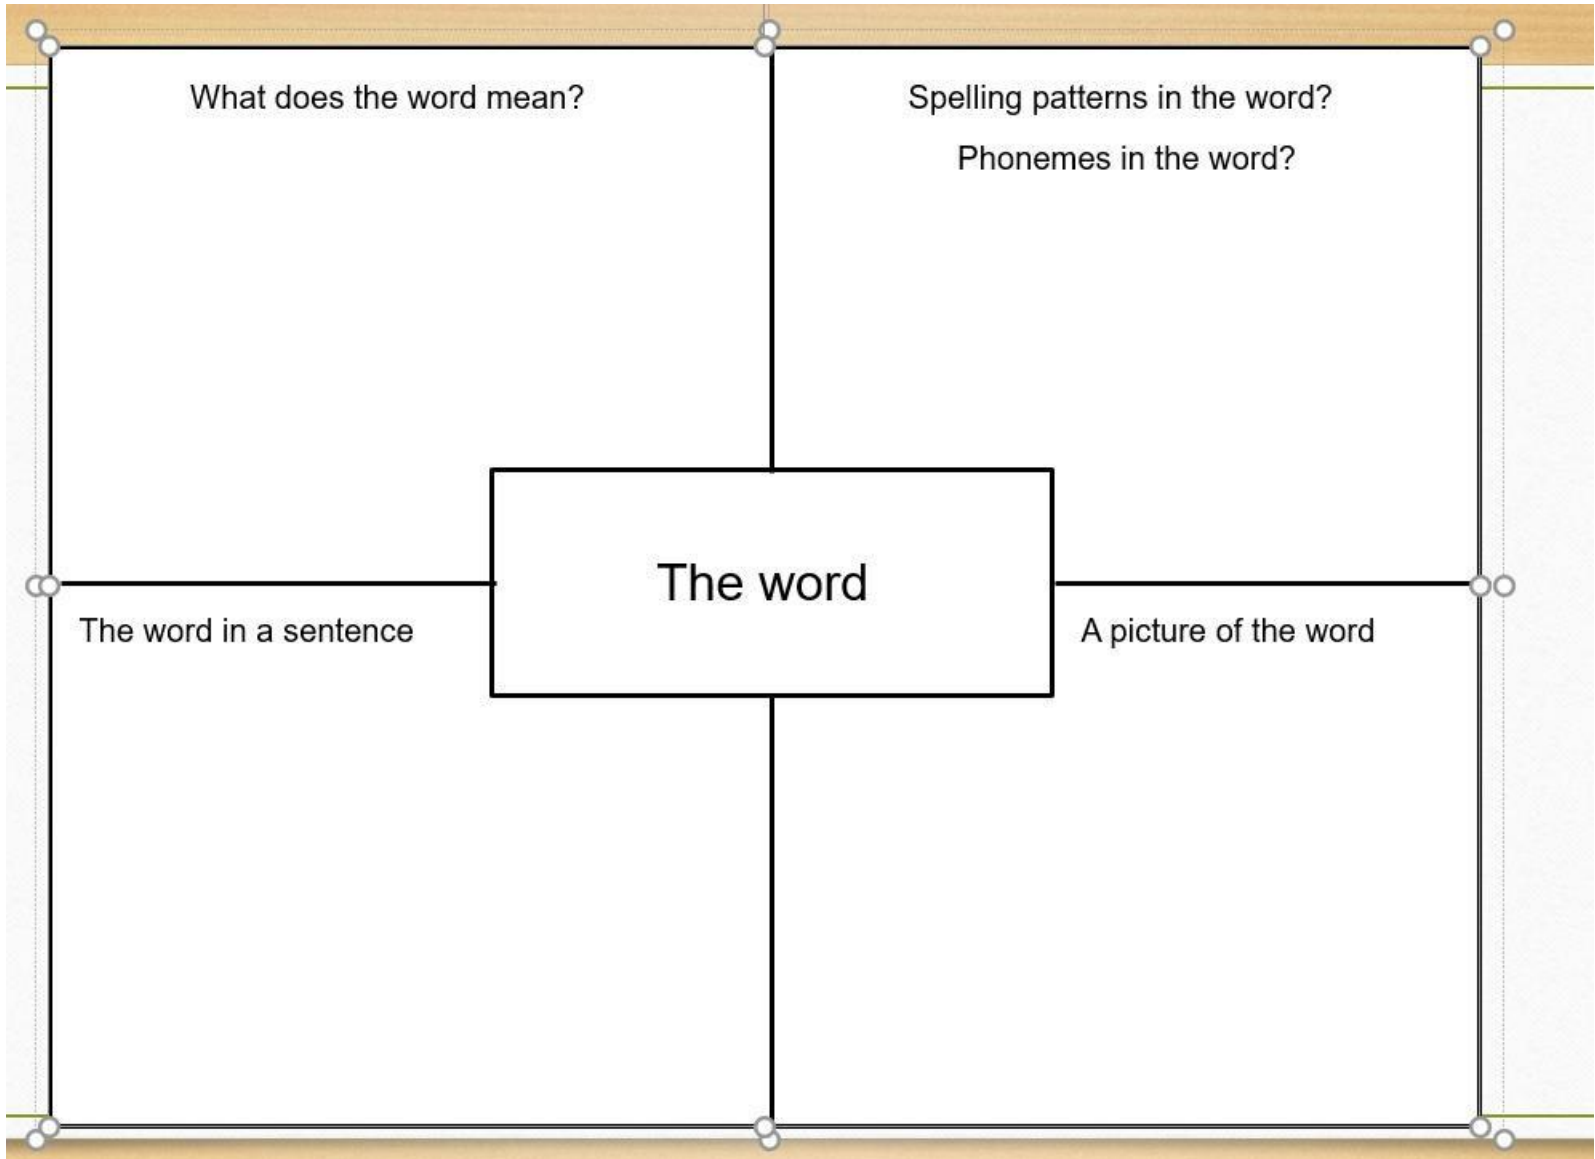 What does the word mean?
Spelling patterns in the word?
Phonemes in the word?
The word
The word in a sentence
A picture of the word